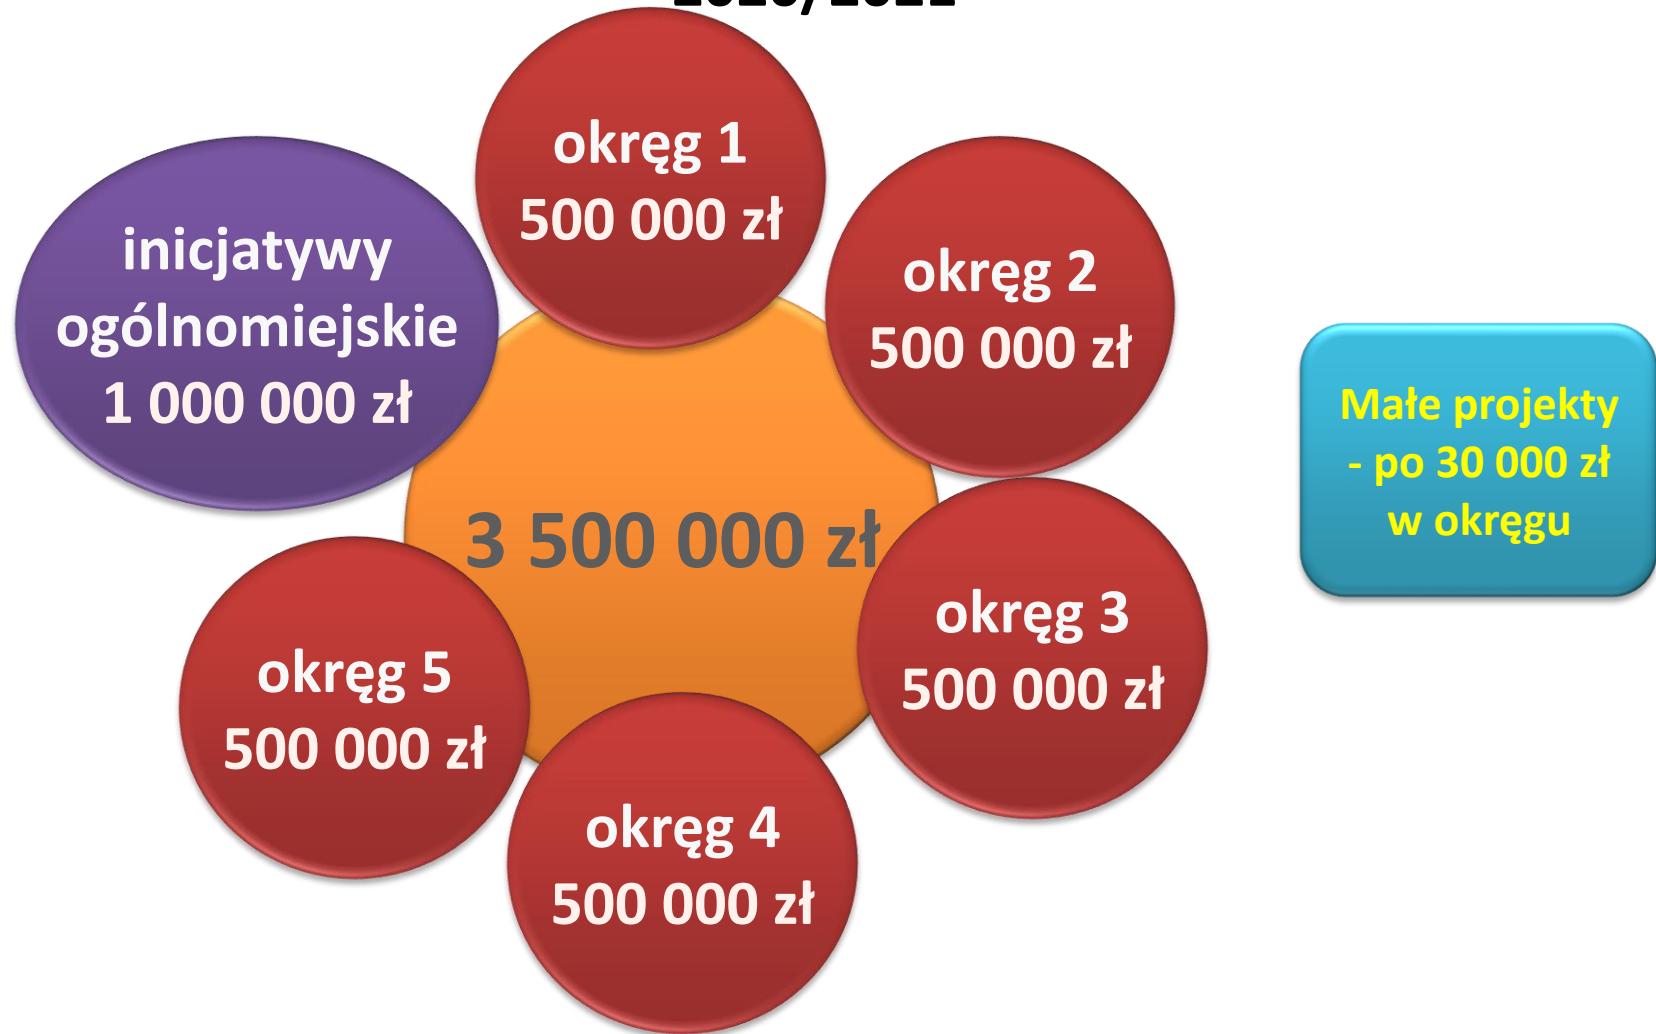 okręg 1
500 000 zł
inicjatywy
ogólnomiejskie
1 000 000 zł
okręg 2
500 000 zł
Małe projekty
- po 30 000 zł
w okręgu
3 500 000 zł
okręg 3
500 000 zł
okręg 5
500 000 zł
okręg 4
500 000 zł